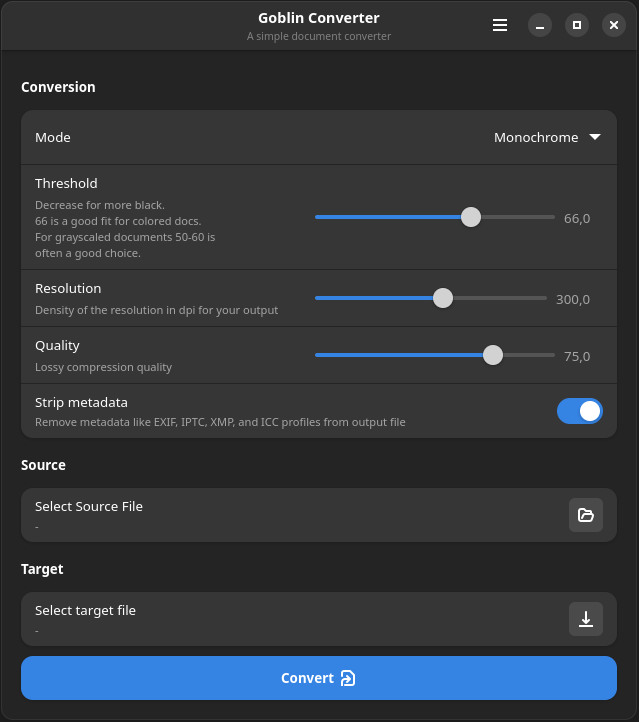 Goblin Converter
A simple document converter
Conversion
Mode
Monochrome
Threshold
Decrease for more black.
66 is a good fit for colored docs.
For grayscaled documents 50-60 is
often a good choice.
66,0
Resolution
Density of the resolution in dpi for your output
300,0
Quality
Lossy compression quality
75,0
Strip metadata
Remove metadata like EXIF, IPTC, XMP, and ICC profiles from output file
Source
Select Source File
-
Target
Select target file
-
Convert